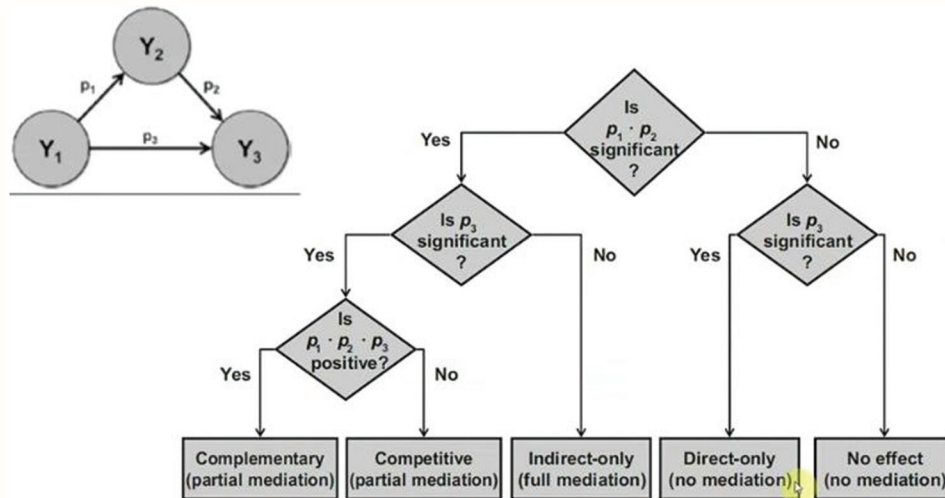 Y2
p1
p2
Y1
p3
Y3
Is
p1 · p2
significant
?
Yes
No
Is p3
significant
?
Is p3
significant
?
Yes
No
Yes
No
Is
p1 · p2 · p3
positive?
Yes
No
Complementary
(partial mediation)
Competitive
(partial mediation)
Indirect-only
(full mediation)
Direct-only
(no mediation)
No effect
(no mediation)